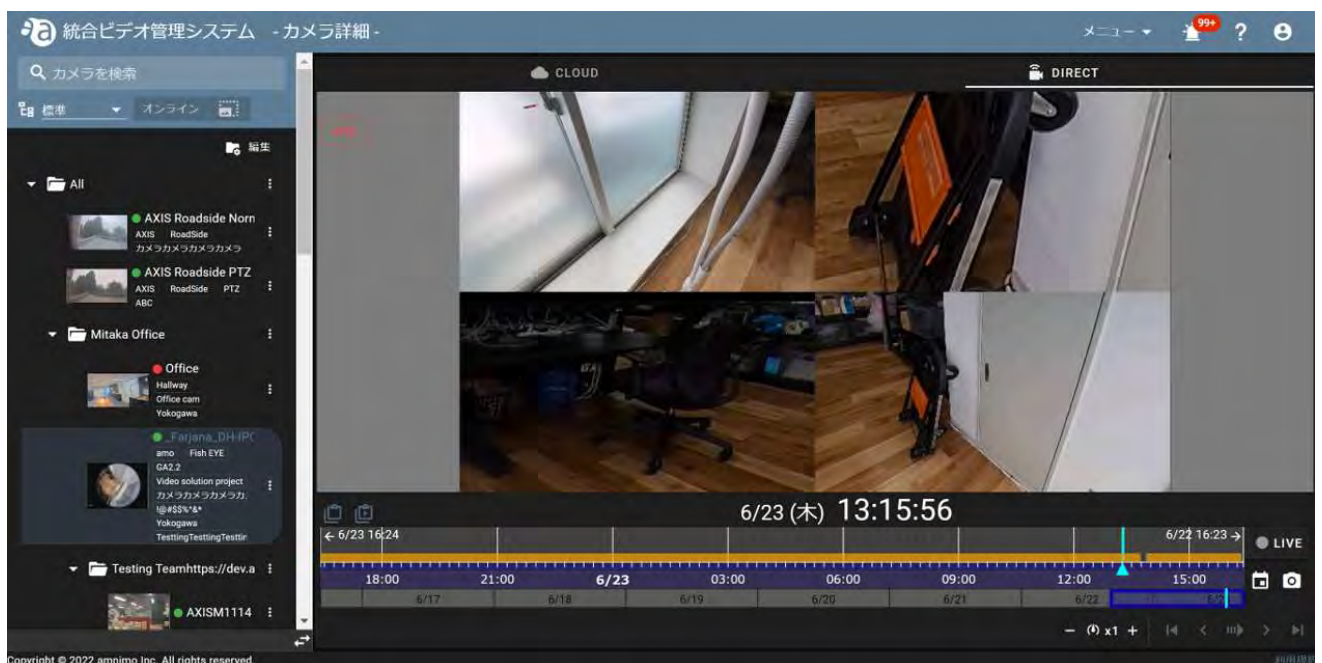 統合ビデオ管理システム - カメラ詳細 -
メニュー
99+
?
カメラを検索
標準
オンライン
CLOUD
DIRECT
編集
All
AXIS Roadside Norn
AXIS RoadSide
カメラカメラカメラカメラ
AXIS Roadside PTZ
AXIS RoadSide PTZ
ABC
Mitaka Office
Office
Hallway
Office cam
Yokogawa
_Farjana_DH-IPC
amo Fish EYE
GA2.2
Video solution project
カメラカメラカメラカ.
!@#$$%^&*
Yokogawa
TesttingTesttingTesttir
Testing Teamhttps://dev.a
AXISM1114
6/23 (木) 13:15:56
← 6/23 16:24
6/22 16:23 →
LIVE
18:00 21:00 6/23 03:00 06:00 09:00 12:00 15:00
6/17 6/18 6/19 6/20 6/21 6/22
− x1 +
Copyright © 2022 amnimo Inc. All rights reserved